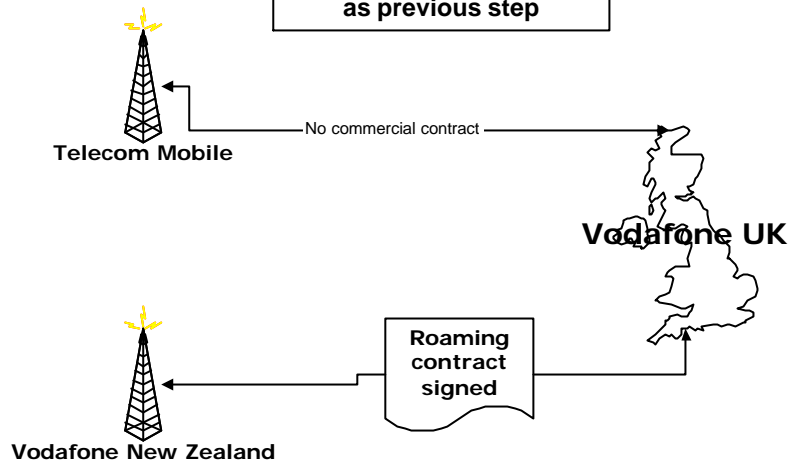 as previous step
No commercial contract
Telecom Mobile
Vodafone UK
Roaming
contract
signed
Vodafone New Zealand